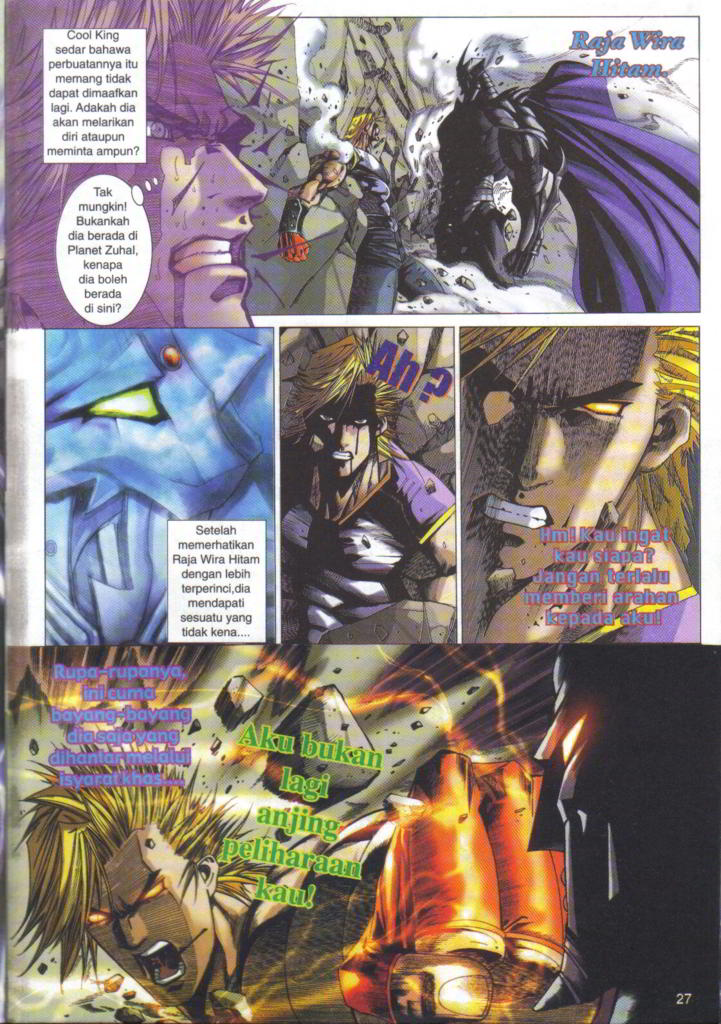 Cool King
sedar bahawa
perbuatannya itu
memang tidak
dapat dimaafkan
lagi. Adakah dia
akan melarikan
diri ataupun
meminta ampun?
Raja Wira
Hitam.
Tak
mungkin!
Bukankah
dia berada di
Planet Zuhal,
kenapa
dia boleh
berada
di sini?
Setelah
memerhatikan
Raja Wira Hitam
dengan lebih
terperinci,dia
mendapati
sesuatu yang
tidak kena....
Ah?
Hm! Kau ingat
kau siapa?
Jangan terlalu
memberi arahan
kepada aku!
Rupa-rupanya,
ini cuma
bayang-bayang
dia saja yang
dihantar melalui
isyarat khas....
Aku bukan
lagi
anjing
peliharaan
kau!
27